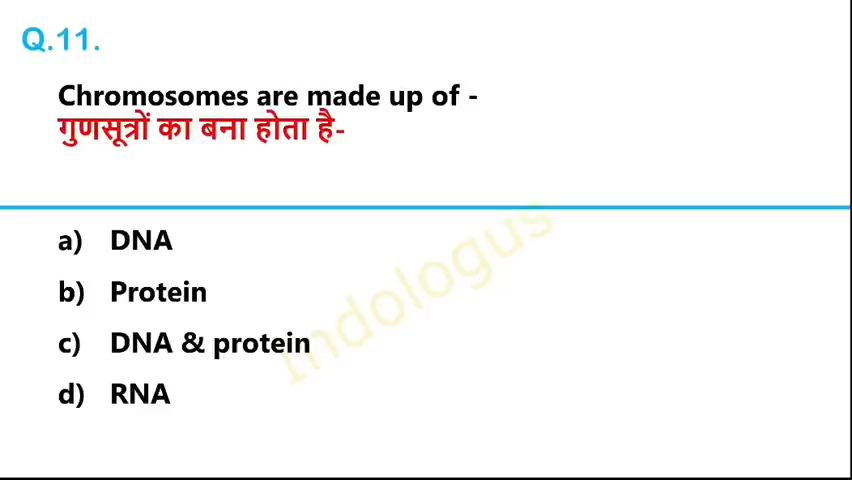 Q.11.
Chromosomes are made up of -
गुणसूत्रों का बना होता है-
a) DNA
b) Protein
c) DNA & protein
d) RNA
Indologus